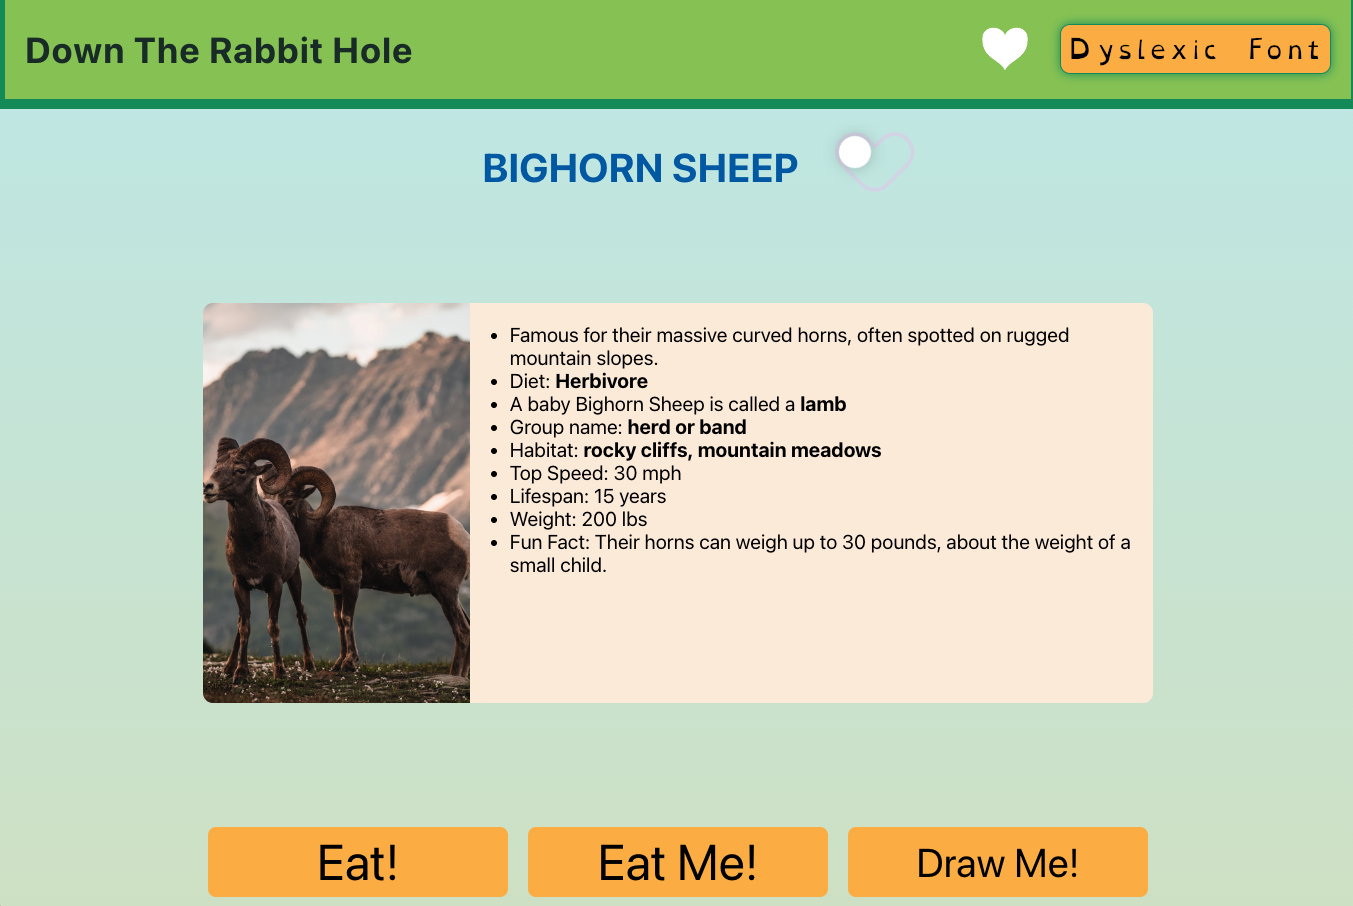 Down The Rabbit Hole
Dyslexic Font
BIGHORN SHEEP
• Famous for their massive curved horns, often spotted on rugged
mountain slopes.
• Diet: Herbivore
• A baby Bighorn Sheep is called a lamb
• Group name: herd or band
• Habitat: rocky cliffs, mountain meadows
• Top Speed: 30 mph
• Lifespan: 15 years
• Weight: 200 lbs
• Fun Fact: Their horns can weigh up to 30 pounds, about the weight of a
small child.
Eat!
Eat Me!
Draw Me!